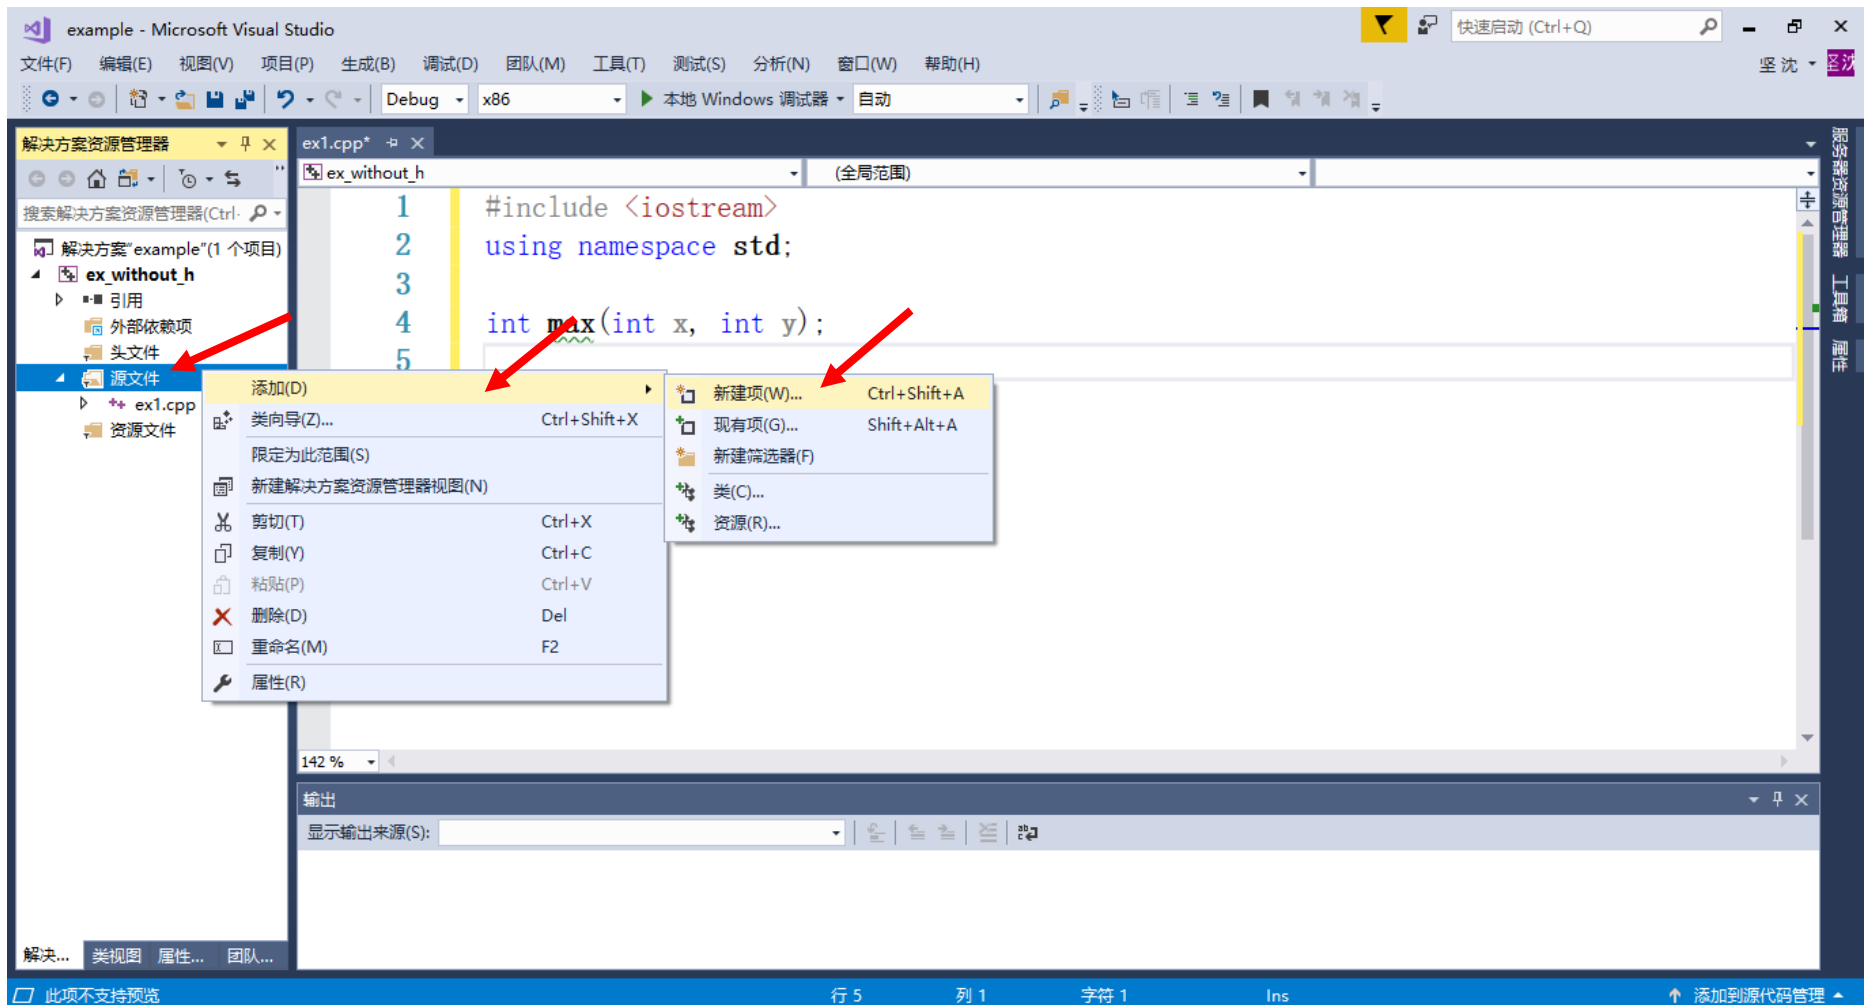 example - Microsoft Visual Studio
快速启动 (Ctrl+Q)
文件(F) 编辑(E) 视图(V) 项目(P) 生成(B) 调试(D) 团队(M) 工具(T) 测试(S) 分析(N) 窗口(W) 帮助(H)
坚 沈
Debug x86 本地 Windows 调试器 自动
解决方案资源管理器
搜索解决方案资源管理器(Ctrl
解决方案"example"(1 个项目)
ex_without_h
引用
外部依赖项
头文件
源文件
ex1.cpp
资源文件
ex1.cpp*
ex_without_h (全局范围)
1 #include <iostream>
2 using namespace std;
3
4 int max(int x, int y);
5
添加(D)
类向导(Z)... Ctrl+Shift+X
限定为此范围(S)
新建解决方案资源管理器视图(N)
剪切(T) Ctrl+X
复制(Y) Ctrl+C
粘贴(P) Ctrl+V
删除(D) Del
重命名(M) F2
属性(R)
新建项(W)... Ctrl+Shift+A
现有项(G)... Shift+Alt+A
新建筛选器(F)
类(C)...
资源(R)...
服务器资源管理器
工具箱
属性
142 %
输出
显示输出来源(S):
解决... 类视图 属性... 团队...
此项不支持预览 行 5 列 1 字符 1 Ins 添加到源代码管理